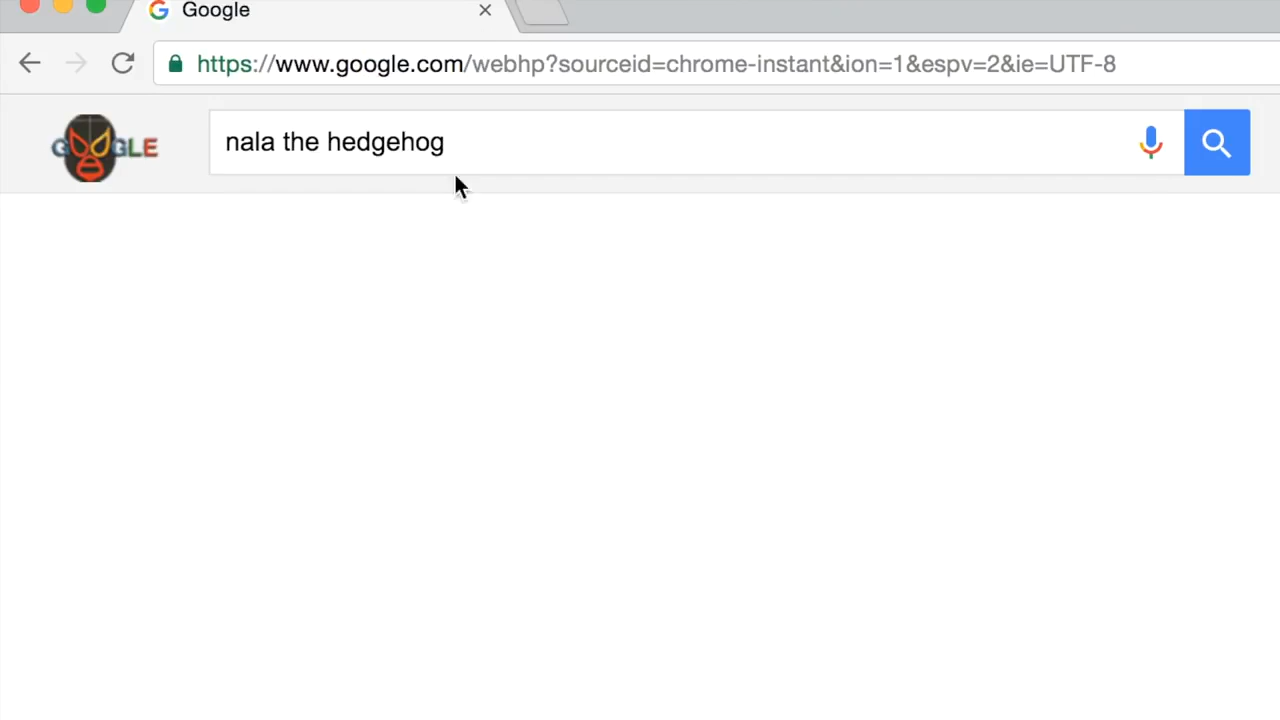 Google
https://www.google.com/webhp?sourceid=chrome-instant&ion=1&espv=2&ie=UTF-8
GOOGLE
nala the hedgehog